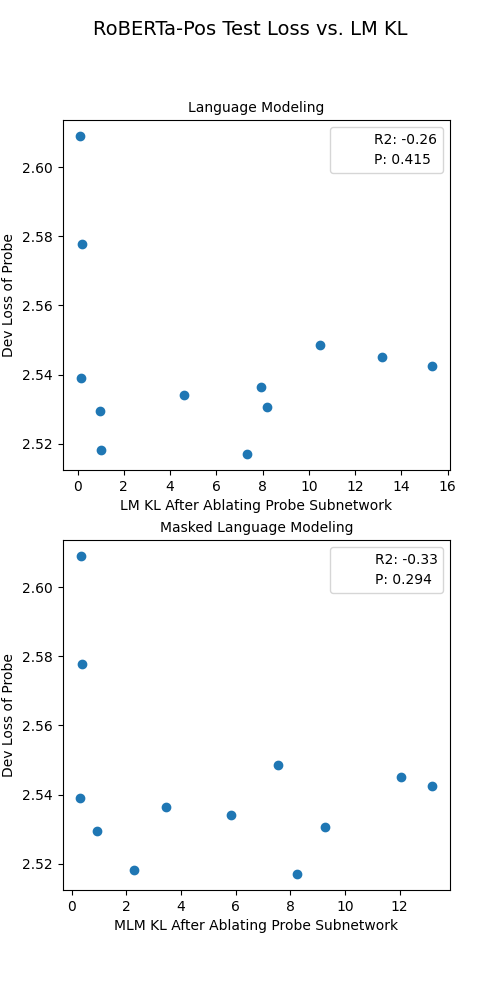 RoBERTa-Pos Test Loss vs. LM KL
Language Modeling
R2: -0.26
P: 0.415
2.60
2.58
2.56
2.54
2.52
Dev Loss of Probe
0 2 4 6 8 10 12 14 16
LM KL After Ablating Probe Subnetwork
Masked Language Modeling
R2: -0.33
P: 0.294
2.60
2.58
2.56
2.54
2.52
Dev Loss of Probe
0 2 4 6 8 10 12
MLM KL After Ablating Probe Subnetwork